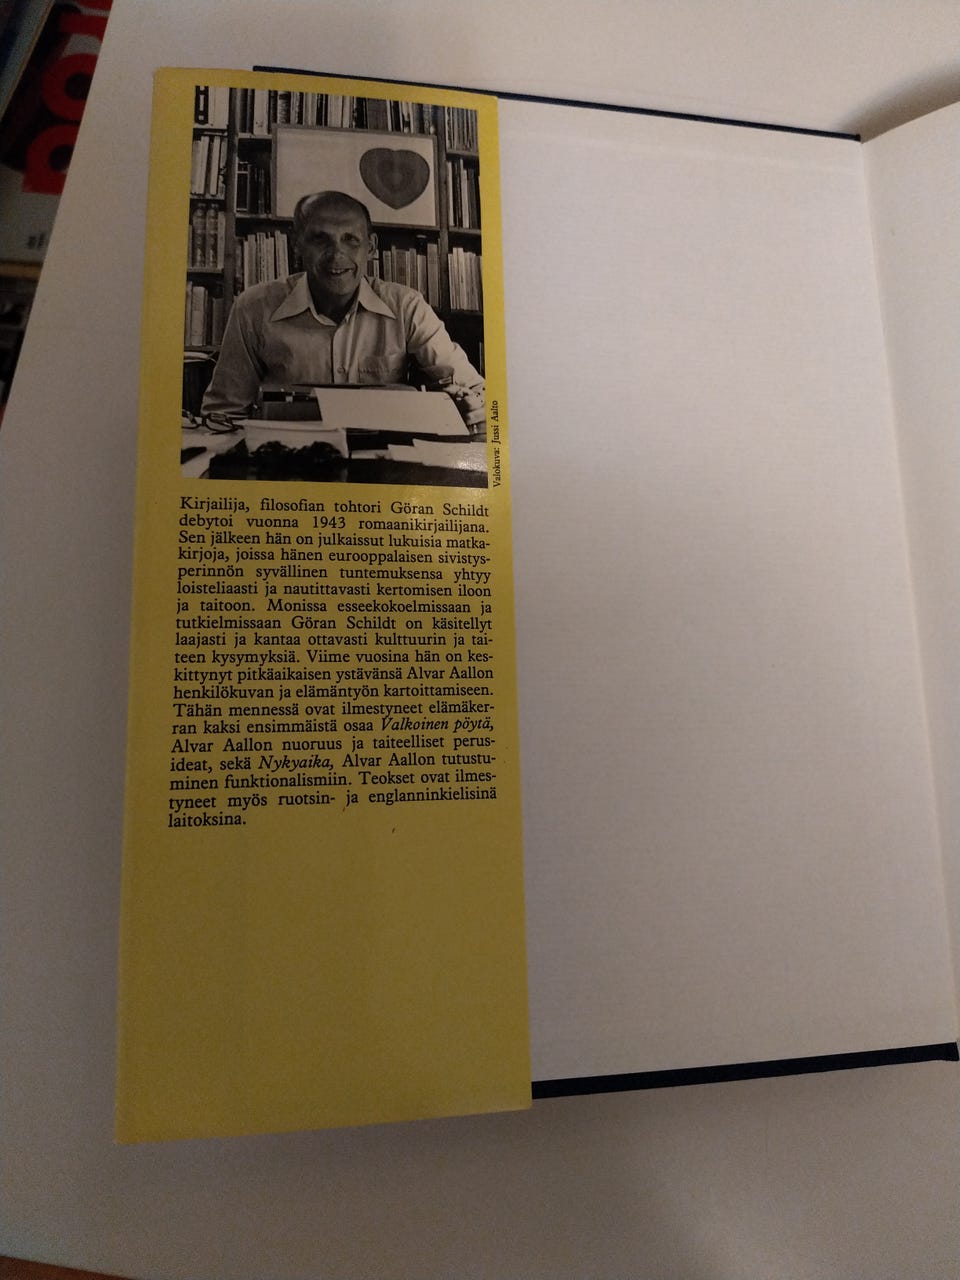 Valokuva: Jussi Aalto
Kirjailija, filosofian tohtori Göran Schildt
debytoi vuonna 1943 romaanikirjailijana.
Sen jälkeen hän on julkaissut lukuisia matka-
kirjoja, joissa hänen eurooppalaisen sivistys-
perinnön syvällinen tuntemuksensa yhtyy
loisteliaasti ja nautittavasti kertomisen iloon
ja taitoon. Monissa esseekokoelmissaan ja
tutkielmissaan Göran Schildt on käsitellyt
laajasti ja kantaa ottavasti kulttuurin ja tai-
teen kysymyksiä. Viime vuosina hän on kes-
kittynyt pitkäaikaisen ystävänsä Alvar Aallon
henkilökuvan ja elämäntyön kartoittamiseen.
Tähän mennessä ovat ilmestyneet elämäker-
ran kaksi ensimmäistä osaa Valkoinen pöytä,
Alvar Aallon nuoruus ja taiteelliset perus-
ideat, sekä Nykyaika, Alvar Aallon tutustu-
minen funktionalismiin. Teokset ovat ilmes-
tyneet myös ruotsin- ja englanninkielisinä
laitoksina.